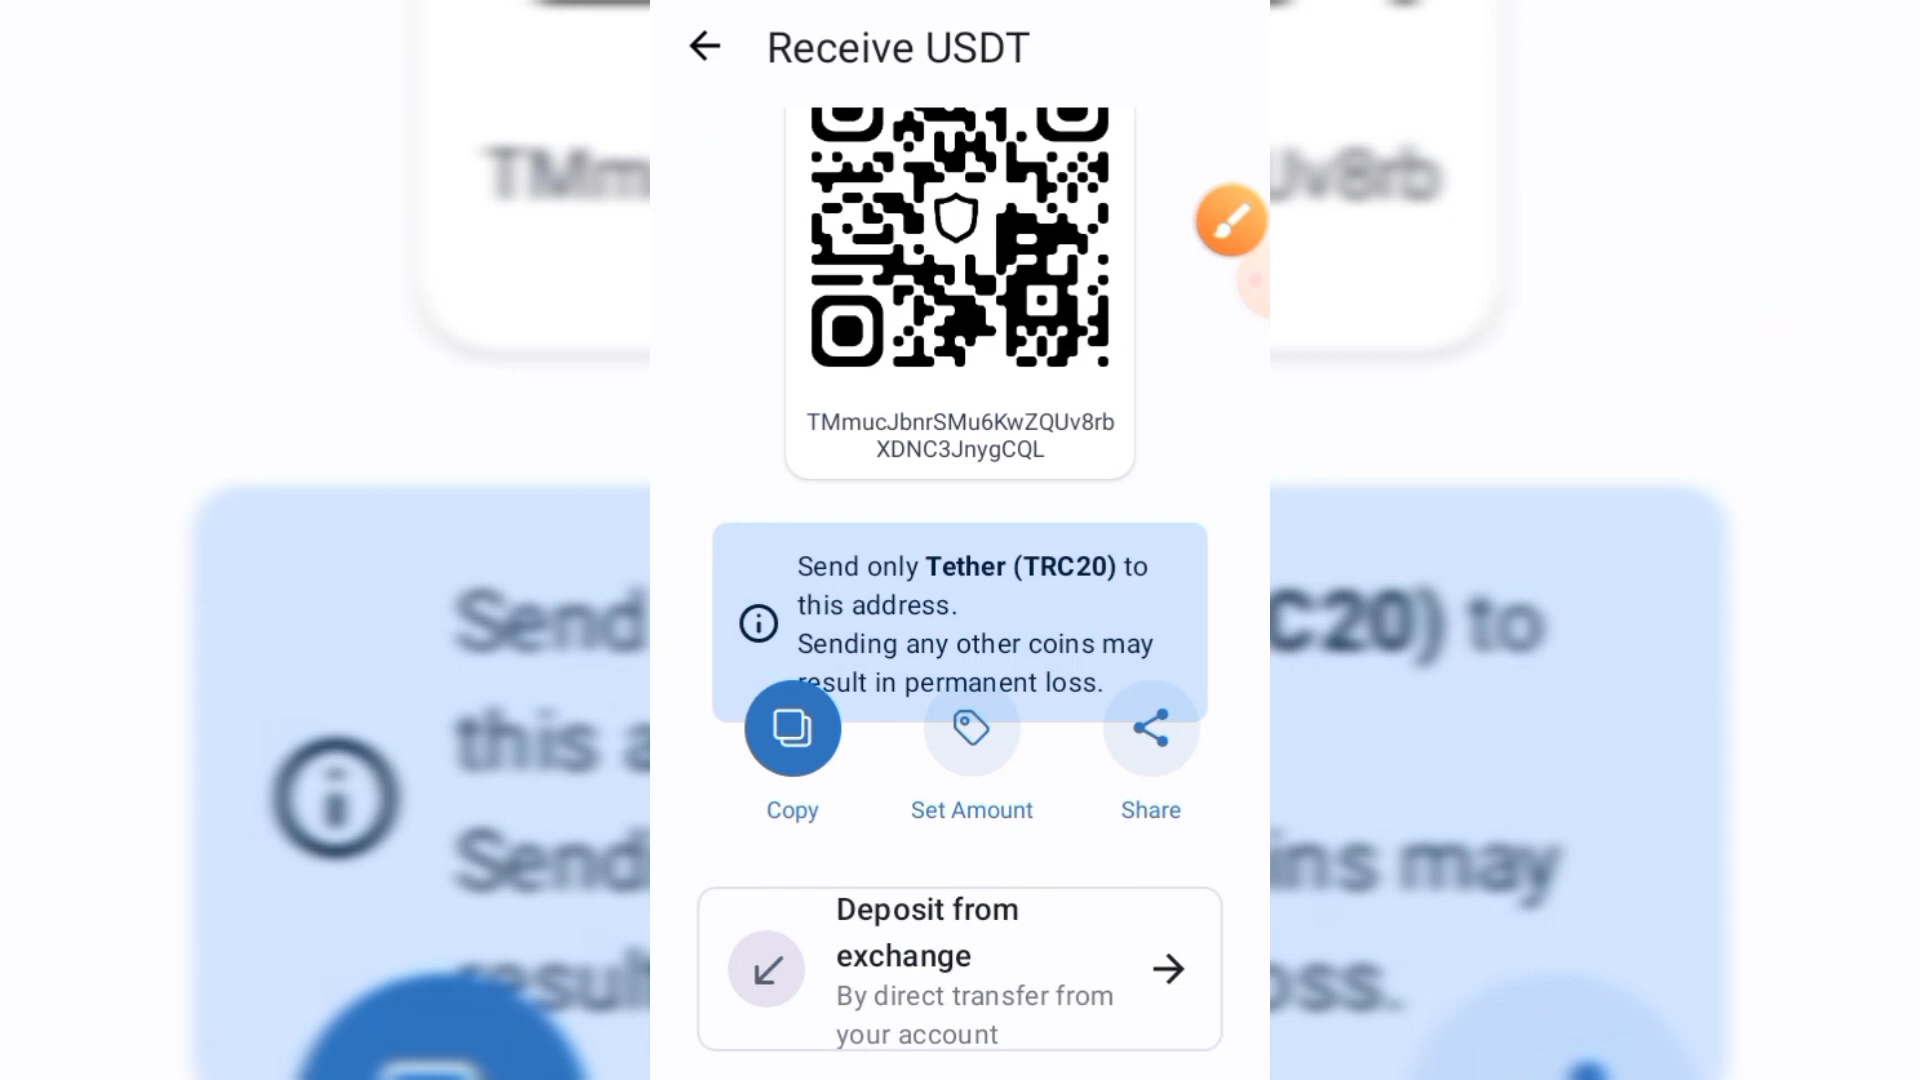 Receive USDT
TMmucJbnrSMu6KwZQUv8rb
XDNC3JnygCQL
Send only Tether (TRC20) to
this address.
Sending any other coins may
result in permanent loss.
Copy
Set Amount
Share
Deposit from
exchange
By direct transfer from
your account